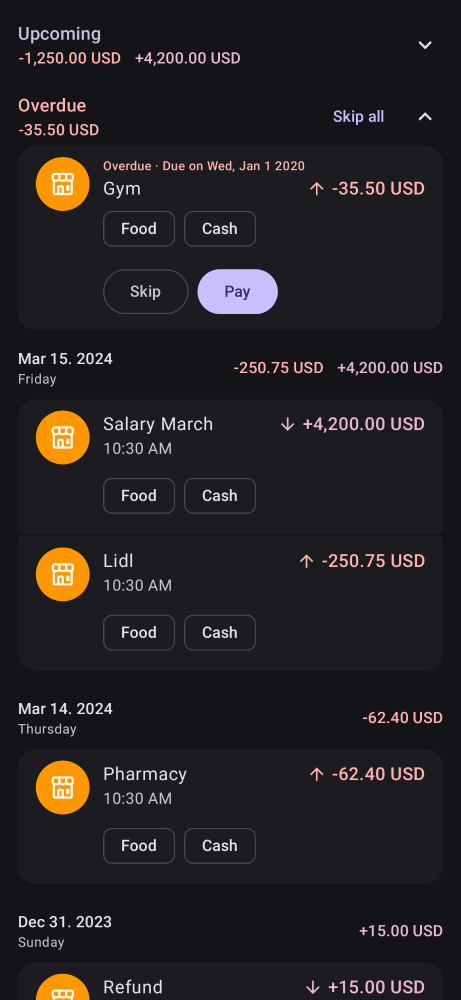 Upcoming
-1,250.00 USD +4,200.00 USD
Overdue
-35.50 USD
Skip all
Overdue · Due on Wed, Jan 1 2020
Gym
↑ -35.50 USD
Food Cash
Skip Pay
Mar 15. 2024
Friday
-250.75 USD +4,200.00 USD
Salary March
↓ +4,200.00 USD
10:30 AM
Food Cash
Lidl
↑ -250.75 USD
10:30 AM
Food Cash
Mar 14. 2024
Thursday
-62.40 USD
Pharmacy
↑ -62.40 USD
10:30 AM
Food Cash
Dec 31. 2023
Sunday
+15.00 USD
Refund
↓ +15.00 USD